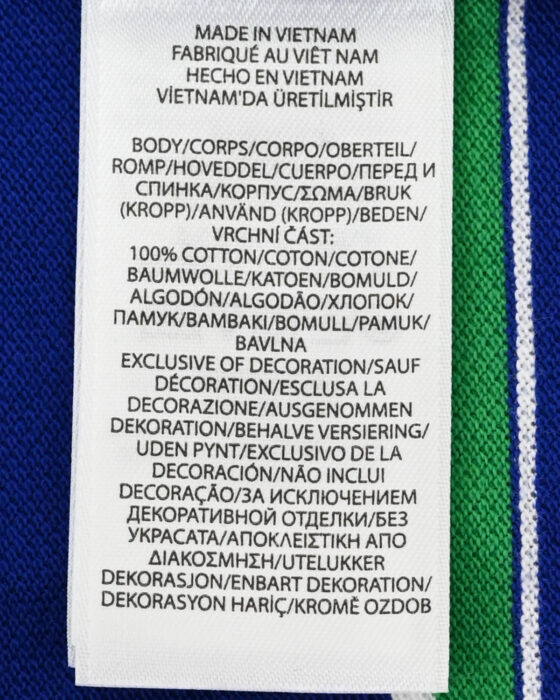 MADE IN VIETNAM
FABRIQUÉ AU VIÊT NAM
HECHO EN VIETNAM
VİETNAM'DA ÜRETİLMİŞTİR
BODY/CORPS/CORPO/OBERTEIL/
ROMP/HOVEDDEL/CUERPO/ПЕРЕД И
СПИНКА/КОРПУС/ΣΩΜΑ/BRUK
(KROPP)/ANVÄND (KROPP)/BEDEN/
VRCHNÍ ČÁST:
100% COTTON/COTON/COTONE/
BAUMWOLLE/KATOEN/BOMULD/
ALGODÓN/ALGODÃO/ХЛОПОК/
ПАМУК/BAMBAKI/BOMULL/PAMUK/
BAVLNA
EXCLUSIVE OF DECORATION/SAUF
DÉCORATION/ESCLUSA LA
DECORAZIONE/AUSGENOMMEN
DEKORATION/BEHALVE VERSIERING/
UDEN PYNT/EXCLUSIVO DE LA
DECORACIÓN/NÃO INCLUI
DECORAÇÃO/ЗА ИСКЛЮЧЕНИЕМ
ДЕКОРАТИВНОЙ ОТДЕЛКИ/БЕЗ
УКРАСАТА/ΑΠΟΚΛΕΙΣΤΙΚΗ ΑΠΟ
ΔΙΑΚΟΣΜΗΣΗ/UTELUKKER
DEKORASJON/ENBART DEKORATION/
DEKORASYON HARİÇ/KROMĚ OZDOB